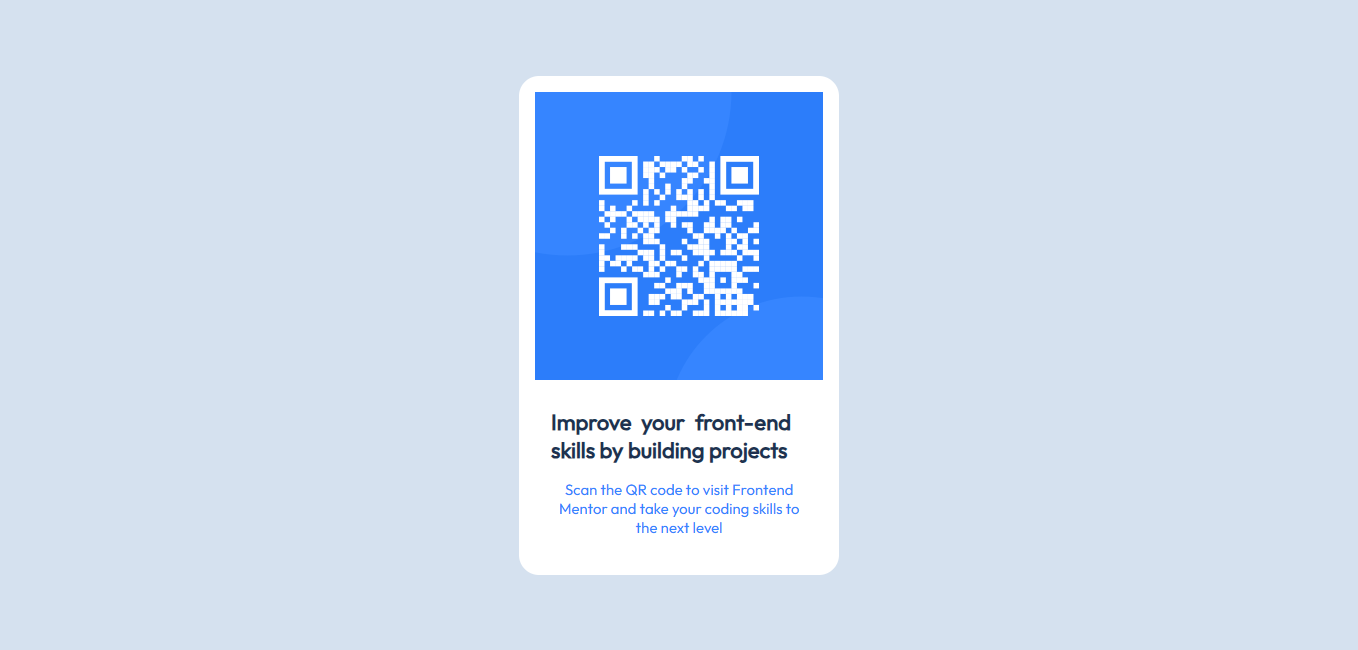 Improve your front-end
skills by building projects
Scan the QR code to visit Frontend
Mentor and take your coding skills to
the next level